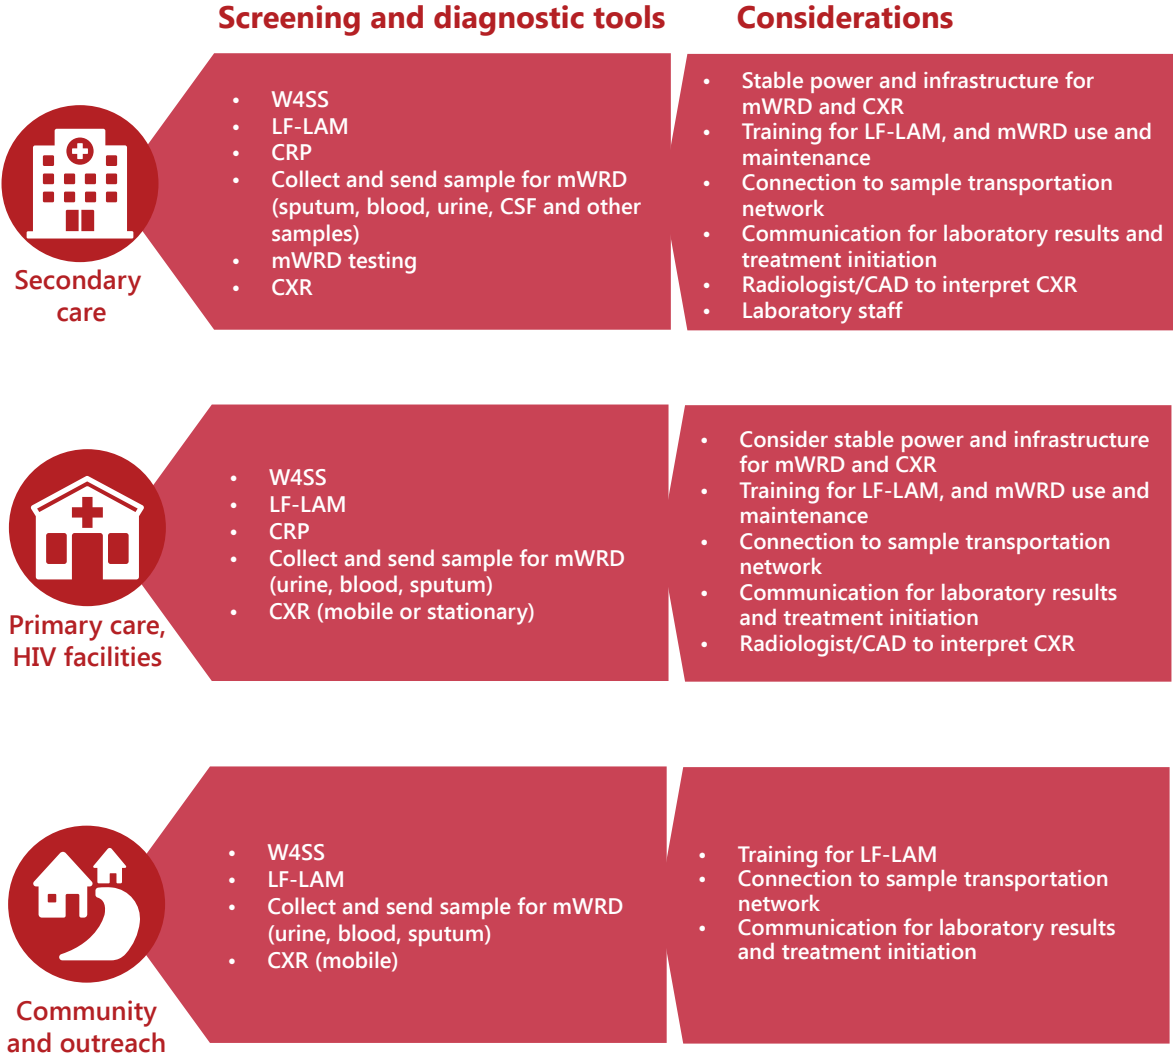 Screening and diagnostic tools
Considerations
Secondary
care
• W4SS
• LF-LAM
• CRP
• Collect and send sample for mWRD
(sputum, blood, urine, CSF and other
samples)
• mWRD testing
• CXR
• Stable power and infrastructure for
mWRD and CXR
• Training for LF-LAM, and mWRD use and
maintenance
• Connection to sample transportation
network
• Communication for laboratory results and
treatment initiation
• Radiologist/CAD to interpret CXR
• Laboratory staff
Primary care,
HIV facilities
• W4SS
• LF-LAM
• CRP
• Collect and send sample for mWRD
(urine, blood, sputum)
• CXR (mobile or stationary)
• Consider stable power and infrastructure
for mWRD and CXR
• Training for LF-LAM, and mWRD use and
maintenance
• Connection to sample transportation
network
• Communication for laboratory results
and treatment initiation
• Radiologist/CAD to interpret CXR
Community
and outreach
• W4SS
• LF-LAM
• Collect and send sample for mWRD
(urine, blood, sputum)
• CXR (mobile)
• Training for LF-LAM
• Connection to sample transportation
network
• Communication for laboratory results
and treatment initiation